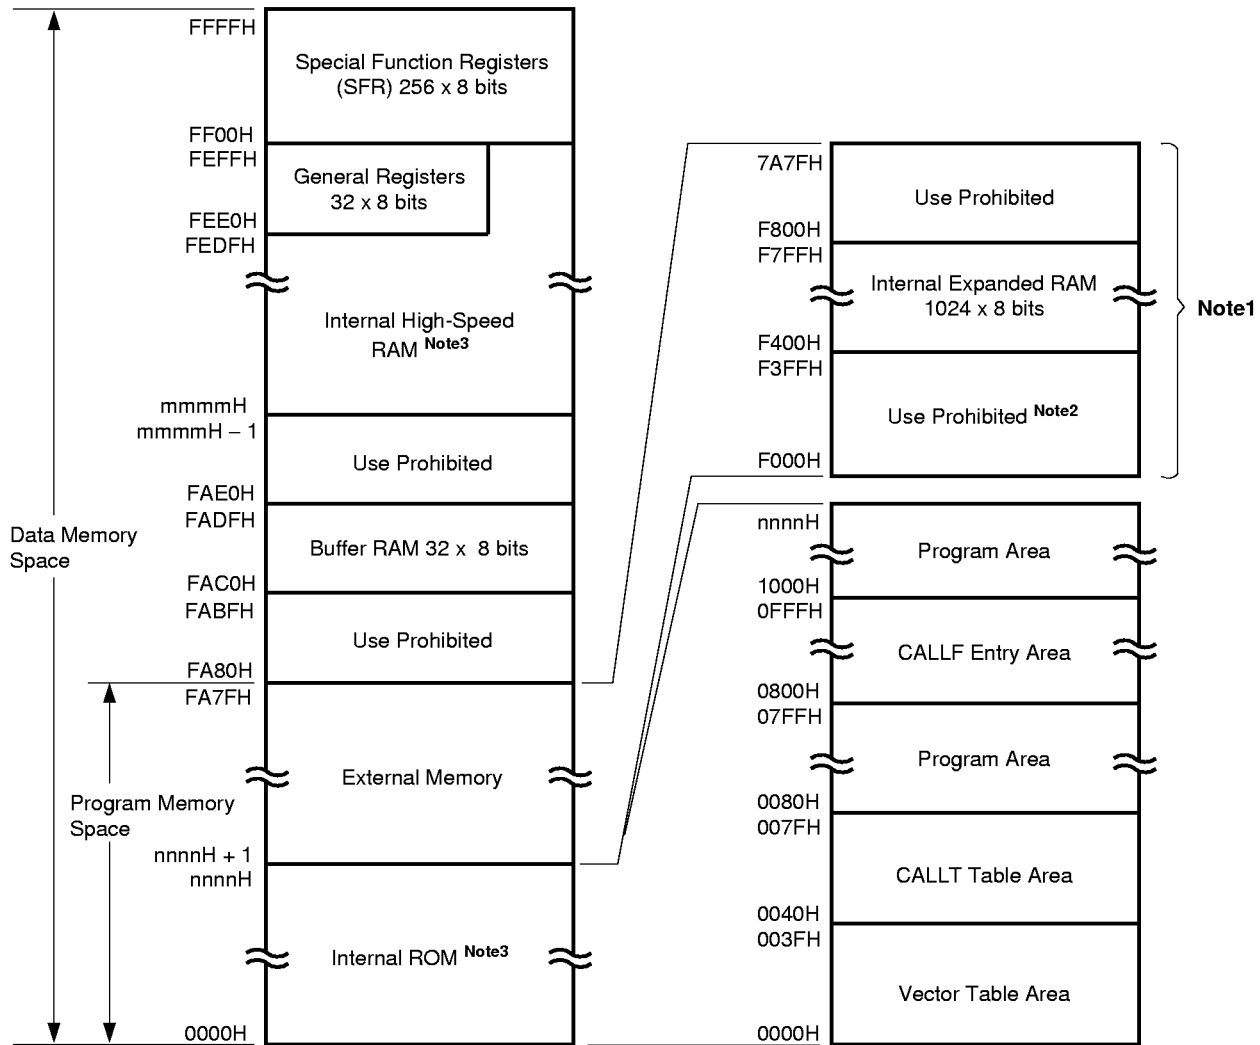 FFFFH
Special Function Registers
(SFR) 256 x 8 bits
FF00H
FEFFH
General Registers
32 x 8 bits
FEE0H
FEDFH
Internal High-Speed
RAM Note3
mmmmH
mmmmH – 1
Use Prohibited
FAE0H
FADFH
Buffer RAM 32 x 8 bits
FAC0H
FABFH
Use Prohibited
FA80H
FA7FH
External Memory
nnnnH + 1
nnnnH
Internal ROM Note3
0000H
Data Memory
Space
Program Memory
Space
7A7FH
Use Prohibited
F800H
F7FFH
Internal Expanded RAM
1024 x 8 bits
F400H
F3FFH
Use Prohibited Note2
F000H
Note1
nnnnH
Program Area
1000H
0FFFH
CALLF Entry Area
0800H
07FFH
Program Area
0080H
007FH
CALLT Table Area
0040H
003FH
Vector Table Area
0000H